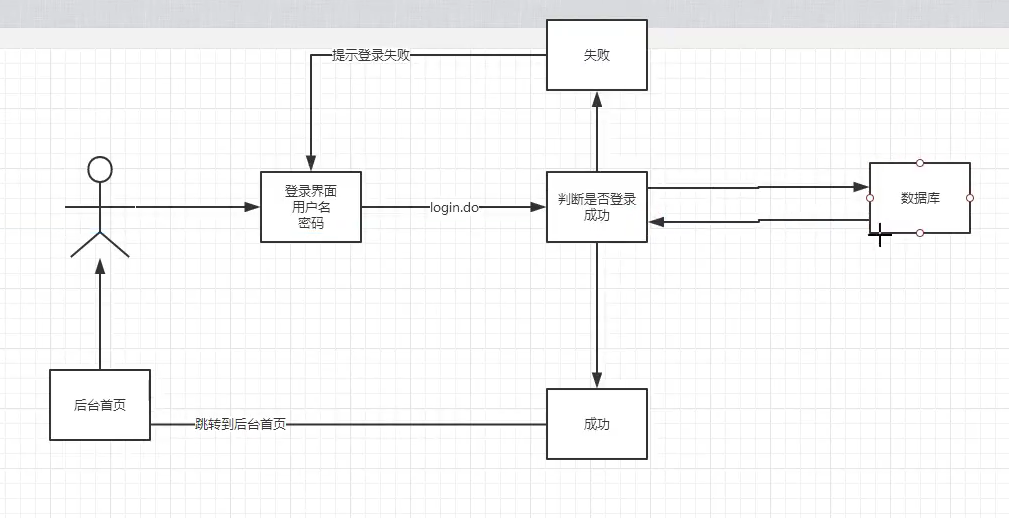 提示登录失败
失败
登录界面
用户名
密码
login.do
判断是否登录
成功
数据库
后台首页
跳转到后台首页
成功